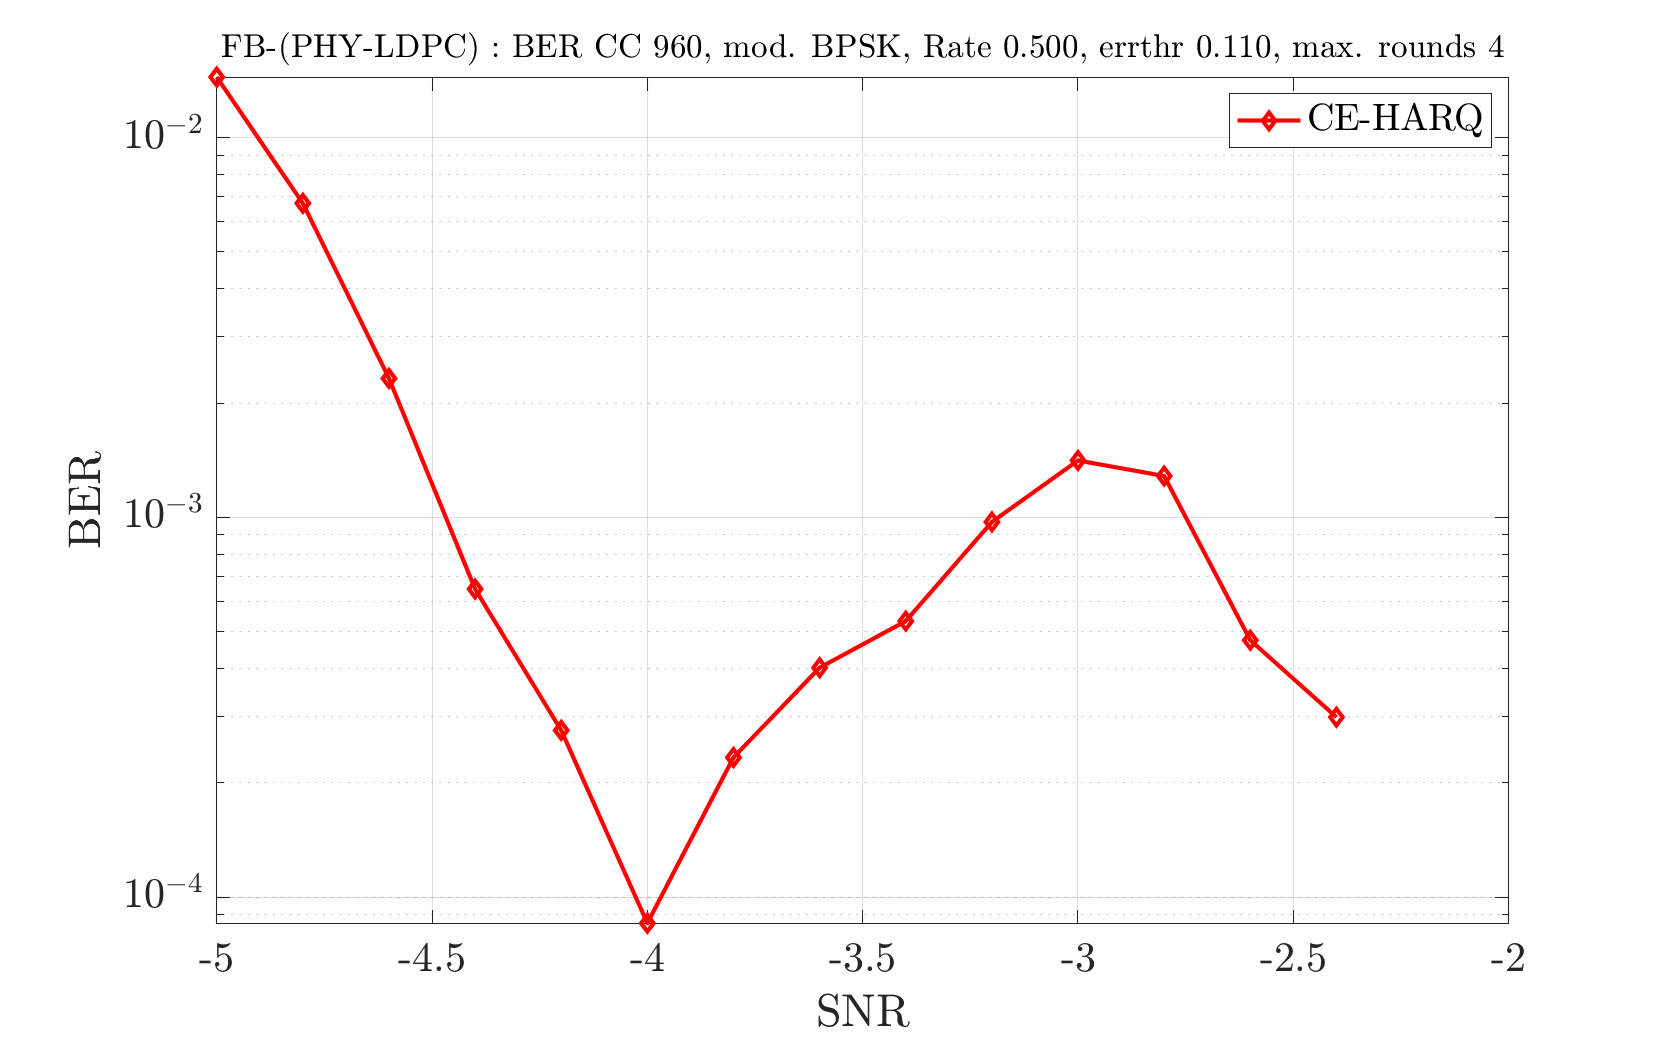 FB-(PHY-LDPC) : BER CC 960, mod. BPSK, Rate 0.500, errthr 0.110, max. rounds 4
CE-HARQ
10⁻²
10⁻³
10⁻⁴
BER
-5 -4.5 -4 -3.5 -3 -2.5 -2
SNR